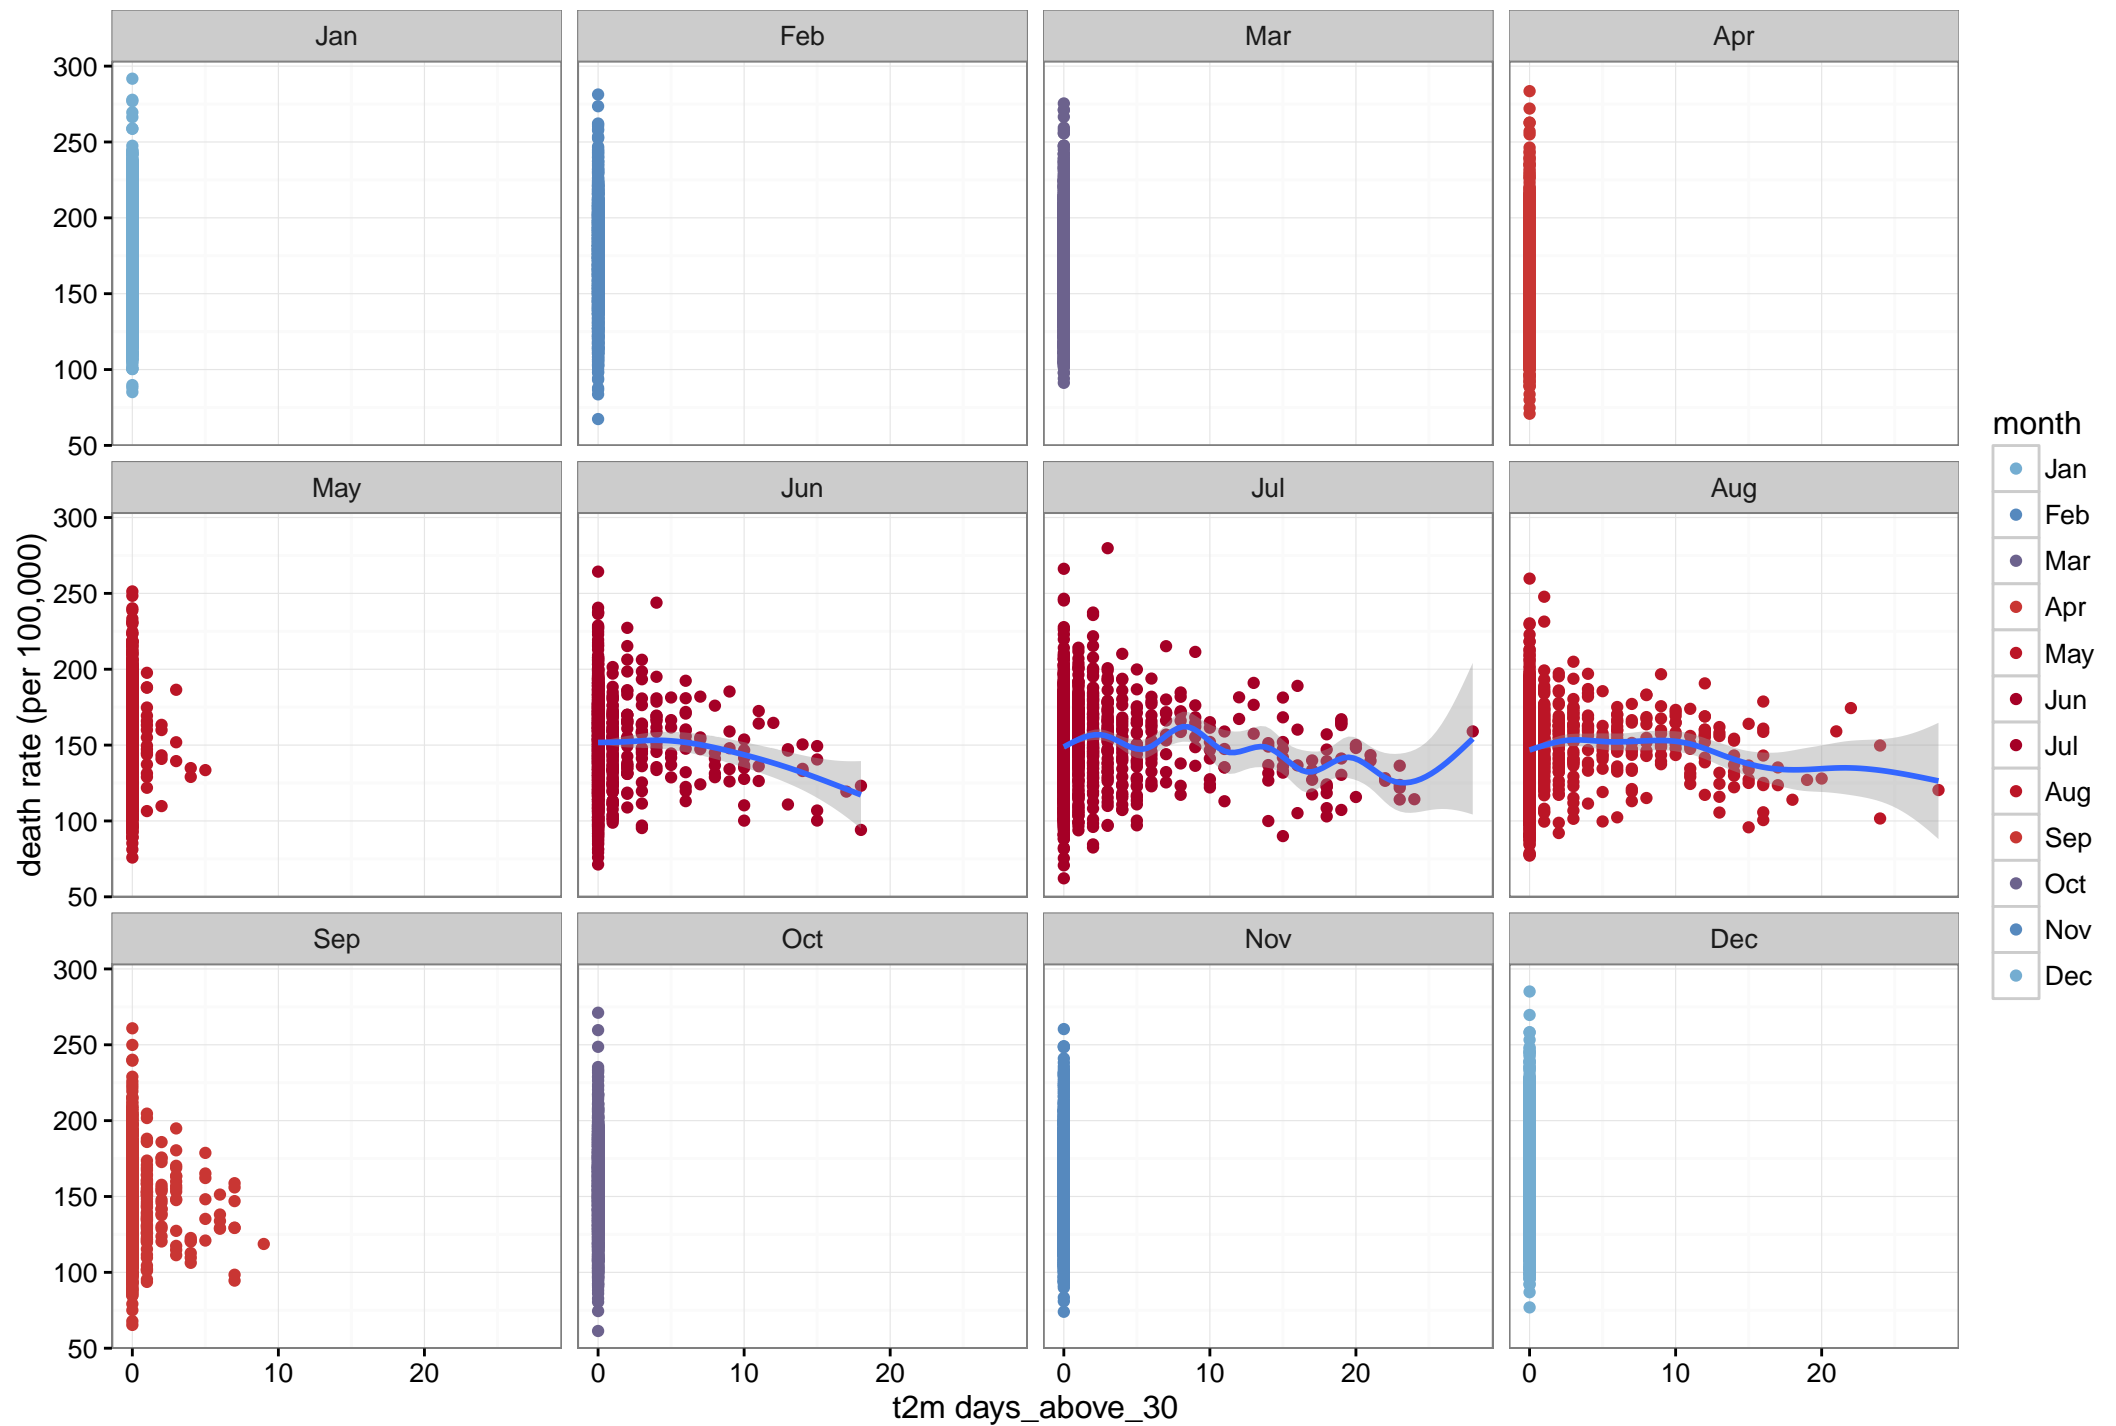 Jan Feb Mar Apr
300
250
200
150
100
50
May Jun Jul Aug
300
250
200
150
100
50
Sep Oct Nov Dec
300
250
200
150
100
50
0 10 20 0 10 20 0 10 20 0 10 20
t2m days_above_30
death rate (per 100,000)
month
Jan
Feb
Mar
Apr
May
Jun
Jul
Aug
Sep
Oct
Nov
Dec